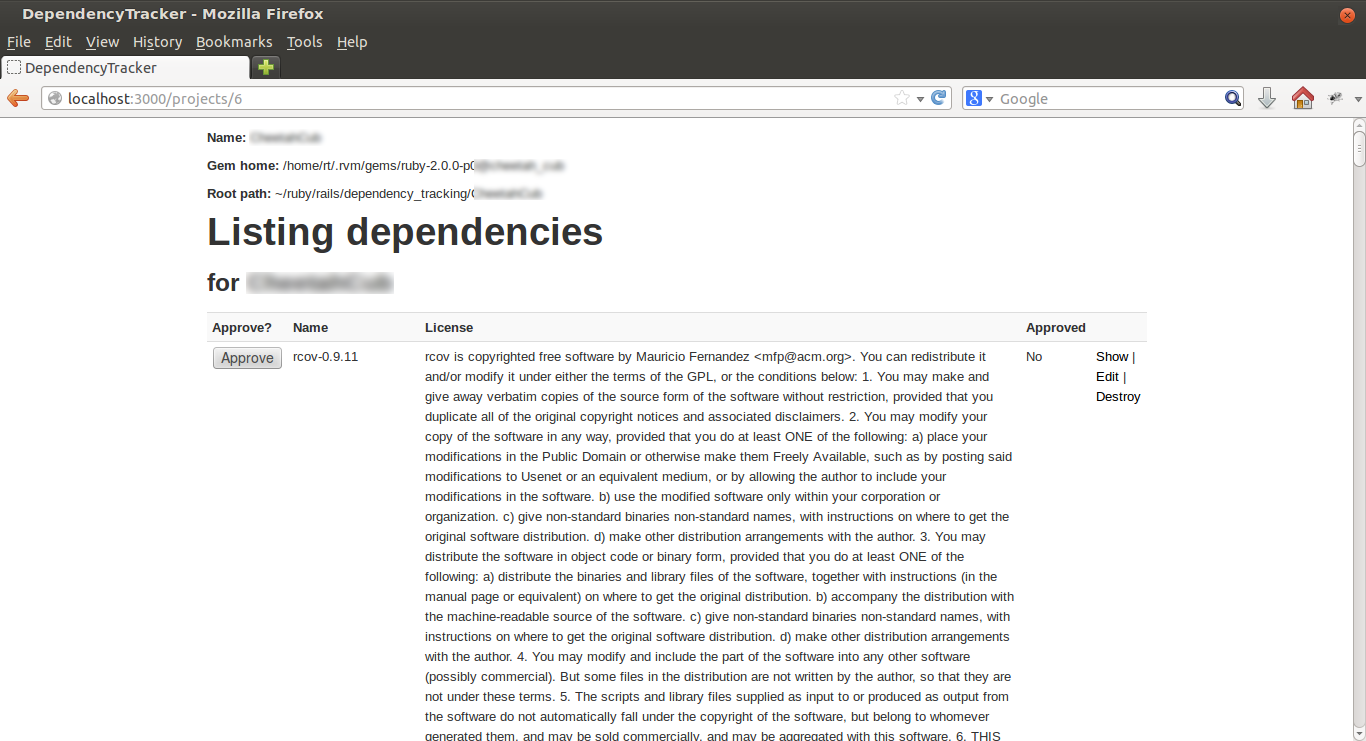 DependencyTracker - Mozilla Firefox
File Edit View History Bookmarks Tools Help
DependencyTracker
localhost:3000/projects/6
Google
Name:
Gem home: /home/rt/.rvm/gems/ruby-2.0.0-p0
Root path: ~/ruby/rails/dependency_tracking/
Listing dependencies
for
Approve? Name License Approved
Approve rcov-0.9.11 rcov is copyrighted free software by Mauricio Fernandez <mfp@acm.org>. You can redistribute it No Show |
and/or modify it under either the terms of the GPL, or the conditions below: 1. You may make and Edit |
give away verbatim copies of the source form of the software without restriction, provided that you Destroy
duplicate all of the original copyright notices and associated disclaimers. 2. You may modify your
copy of the software in any way, provided that you do at least ONE of the following: a) place your
modifications in the Public Domain or otherwise make them Freely Available, such as by posting said
modifications to Usenet or an equivalent medium, or by allowing the author to include your
modifications in the software. b) use the modified software only within your corporation or
organization. c) give non-standard binaries non-standard names, with instructions on where to get the
original software distribution. d) make other distribution arrangements with the author. 3. You may
distribute the software in object code or binary form, provided that you do at least ONE of the
following: a) distribute the binaries and library files of the software, together with instructions (in the
manual page or equivalent) on where to get the original distribution. b) accompany the distribution with
the machine-readable source of the software. c) give non-standard binaries non-standard names, with
instructions on where to get the original software distribution. d) make other distribution arrangements
with the author. 4. You may modify and include the part of the software into any other software
(possibly commercial). But some files in the distribution are not written by the author, so that they are
not under these terms. 5. The scripts and library files supplied as input to or produced as output from
the software do not automatically fall under the copyright of the software, but belong to whomever
generated them, and may be sold commercially, and may be aggregated with this software. 6. THIS